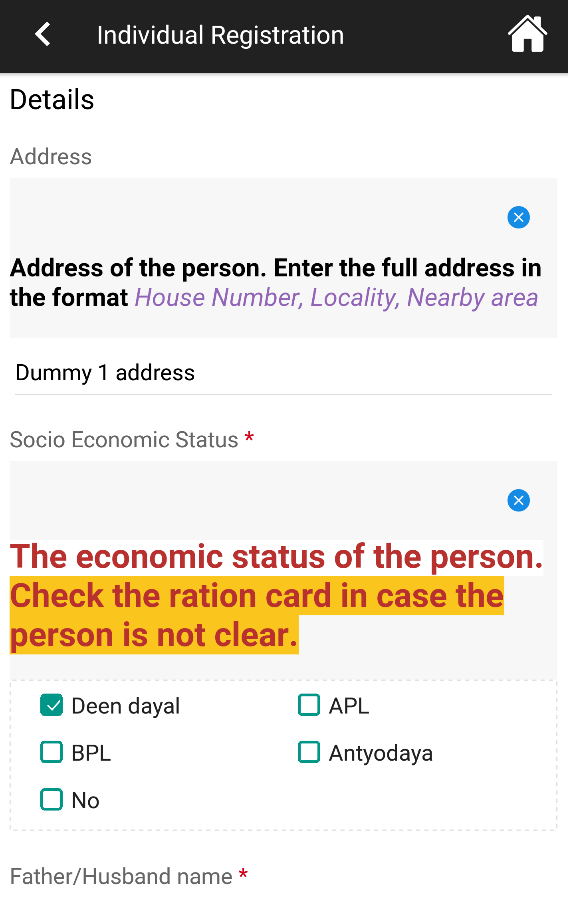 Individual Registration
Details
Address
Address of the person. Enter the full address in
the format House Number, Locality, Nearby area
Dummy 1 address
Socio Economic Status *
The economic status of the person.
Check the ration card in case the
person is not clear.
Deen dayal
APL
BPL
Antyodaya
No
Father/Husband name *